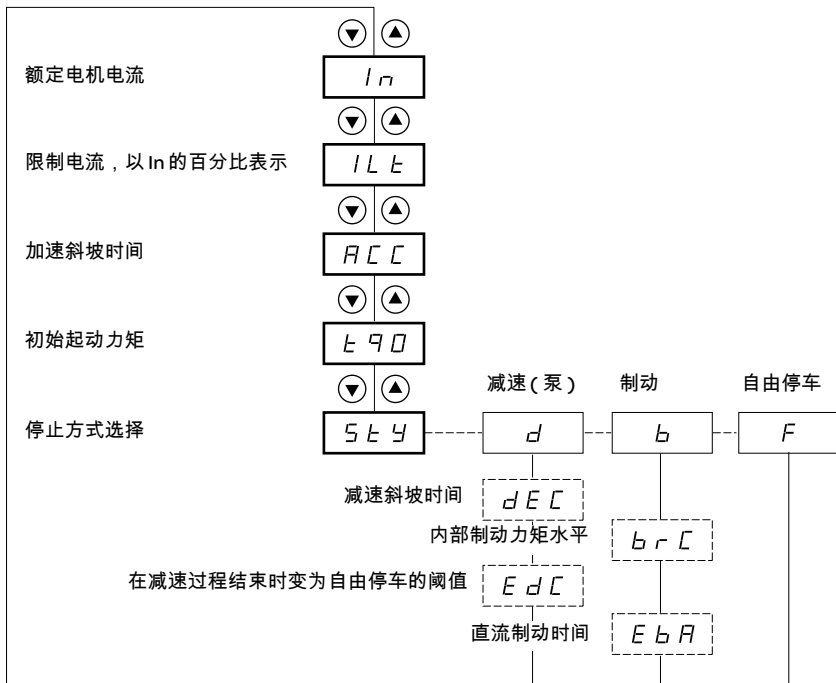 额定电机电流
In
限制电流，以In的百分比表示
ILt
加速斜坡时间
ACC
初始起动力矩
tq0
减速(泵) 制动 自由停车
停止方式选择
StY
d
b
F
减速斜坡时间
dEC
内部制动力矩水平
brC
在减速过程结束时变为自由停车的阈值
EdC
直流制动时间
EbA